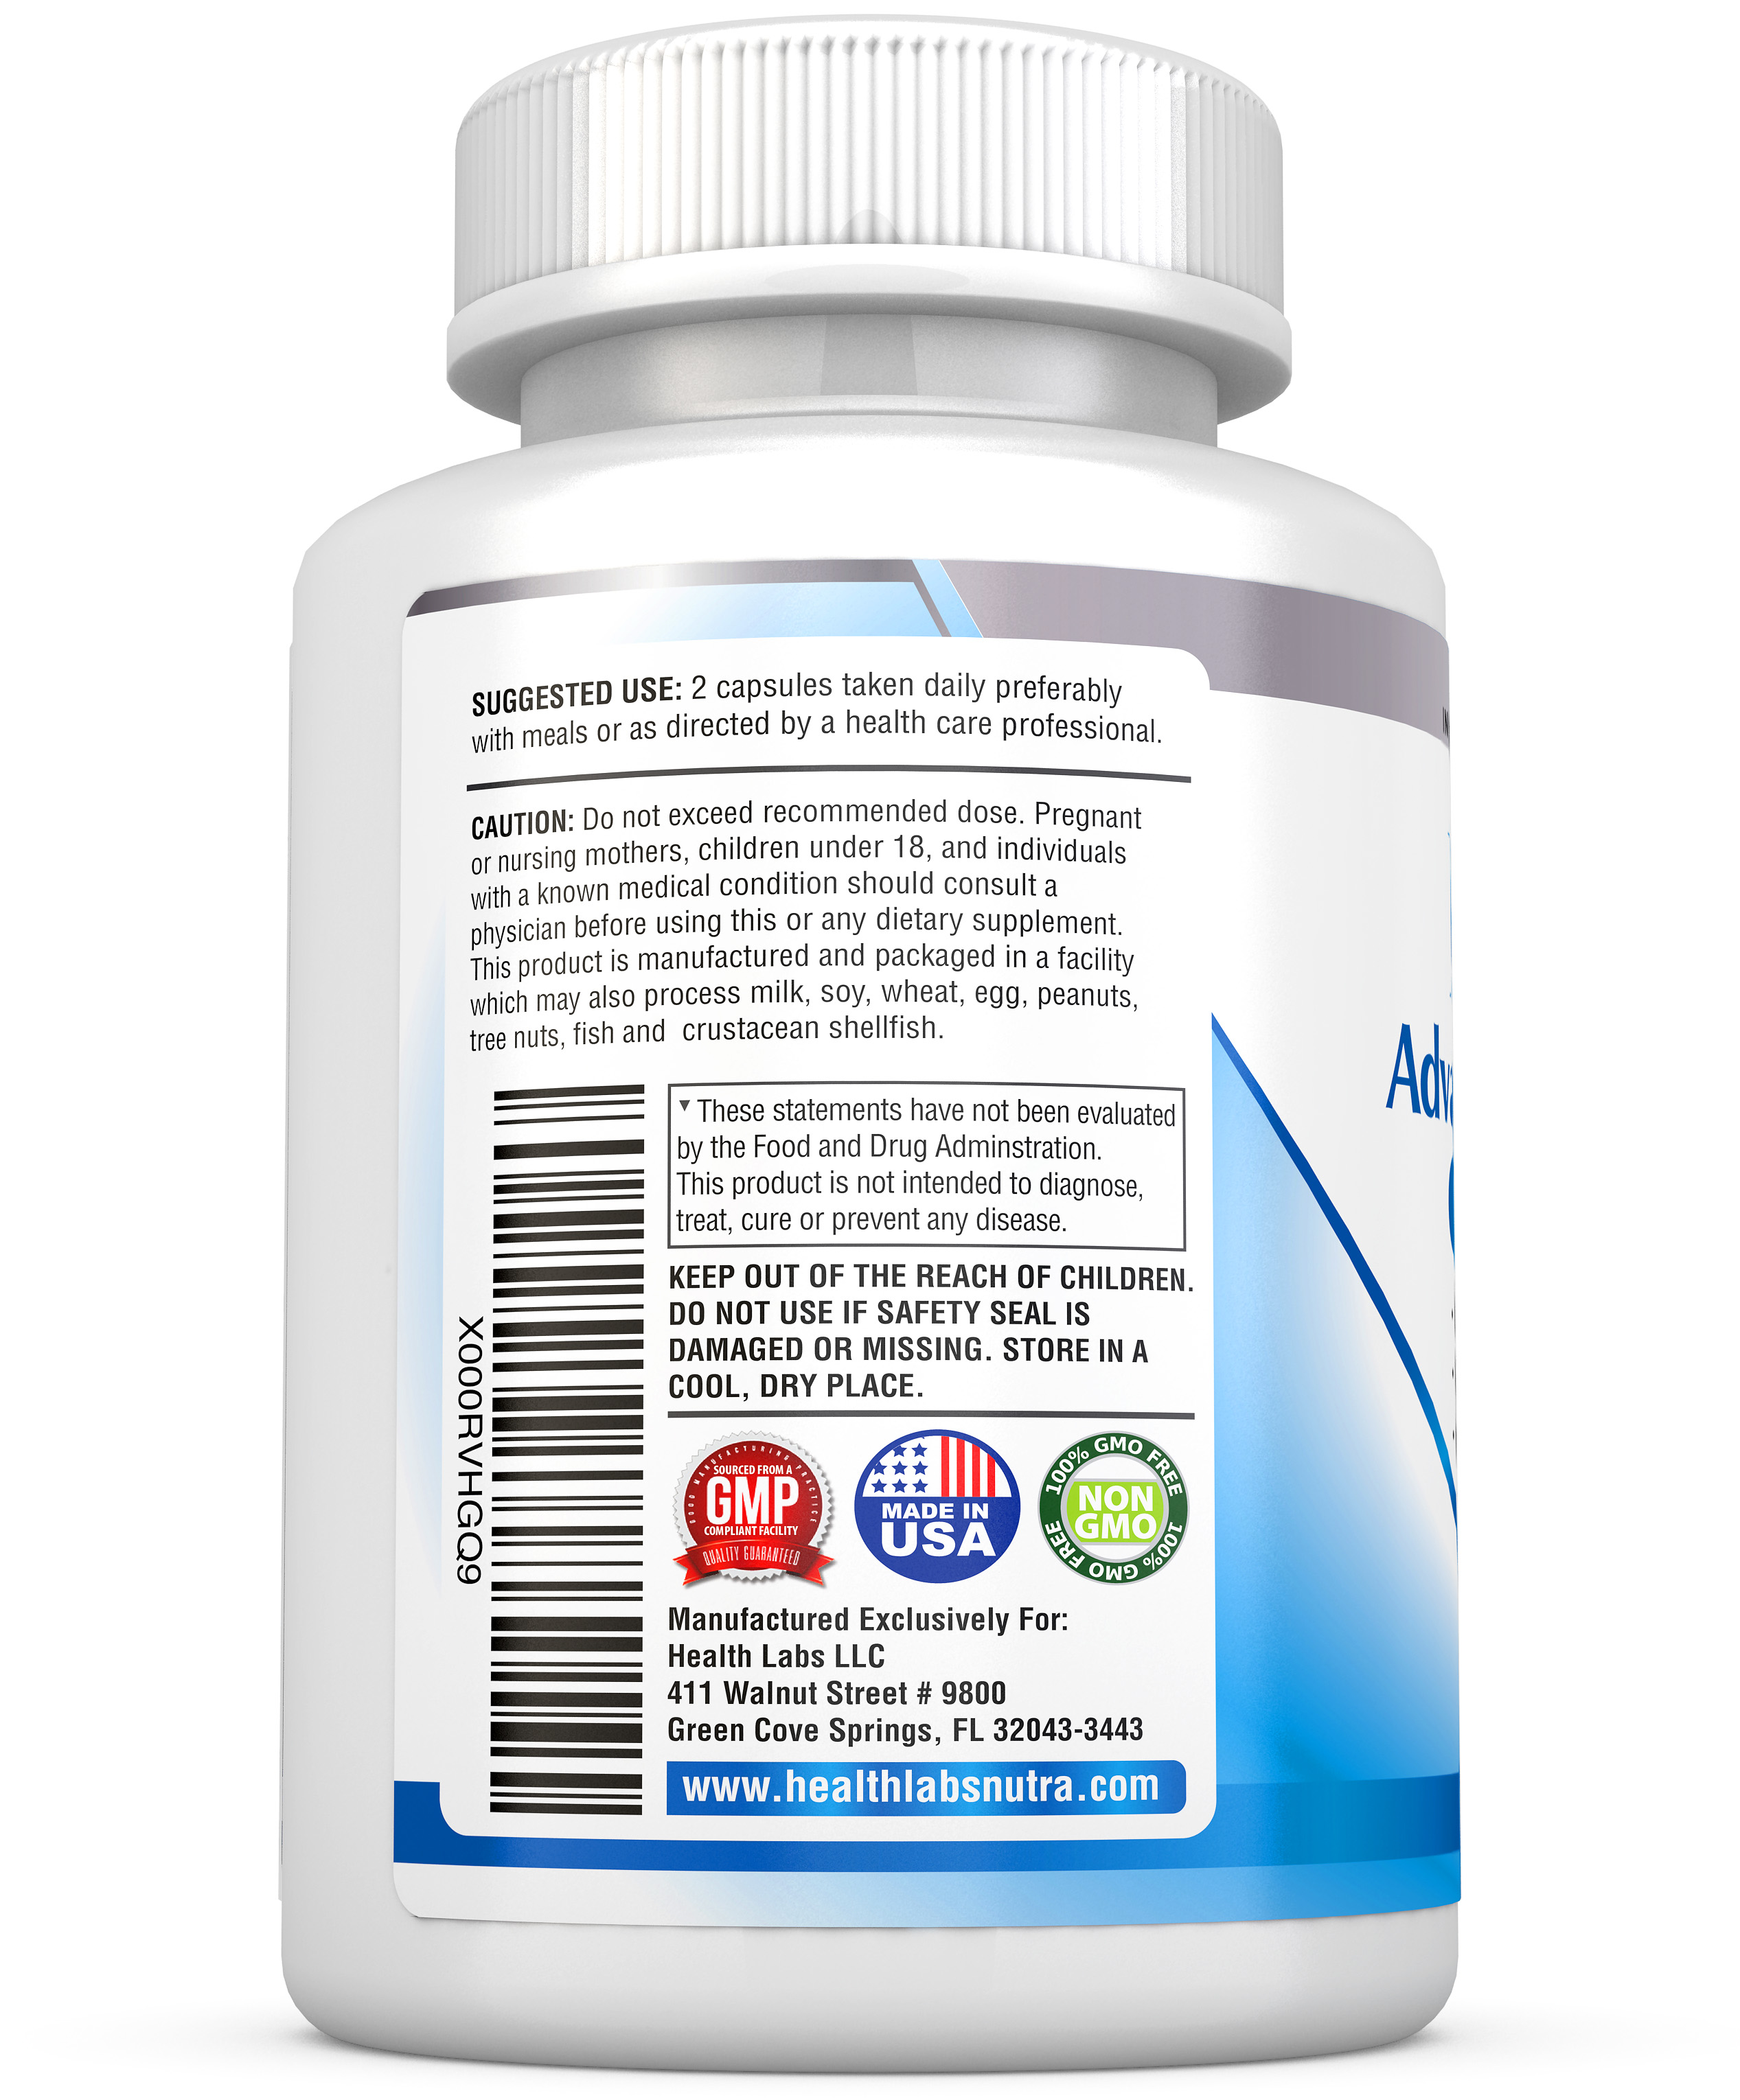 SUGGESTED USE: 2 capsules taken daily preferably
with meals or as directed by a health care professional.
CAUTION: Do not exceed recommended dose. Pregnant
or nursing mothers, children under 18, and individuals
with a known medical condition should consult a
physician before using this or any dietary supplement.
This product is manufactured and packaged in a facility
which may also process milk, soy, wheat, egg, peanuts,
tree nuts, fish and crustacean shellfish.
▼ These statements have not been evaluated
by the Food and Drug Adminstration.
This product is not intended to diagnose,
treat, cure or prevent any disease.
KEEP OUT OF THE REACH OF CHILDREN.
DO NOT USE IF SAFETY SEAL IS
DAMAGED OR MISSING. STORE IN A
COOL, DRY PLACE.
X000RVHGQ9
GOOD MANUFACTURING PRACTICE
SOURCED FROM A
GMP
COMPLIANT FACILITY
QUALITY GUARANTEED
MADE IN
USA
100% GMO FREE
NON
GMO
100% GMO FREE
Manufactured Exclusively For:
Health Labs LLC
411 Walnut Street # 9800
Green Cove Springs, FL 32043-3443
www.healthlabsnutra.com